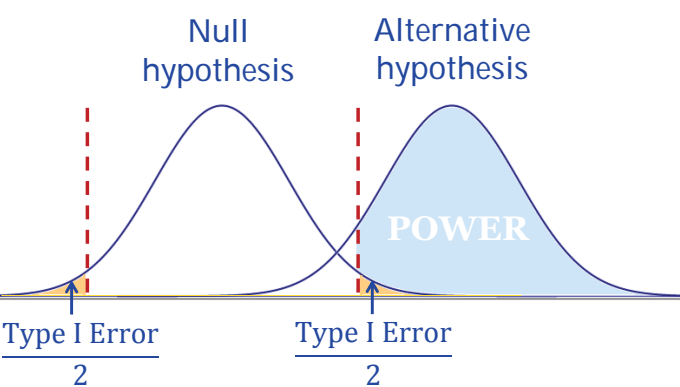 Null
hypothesis
Alternative
hypothesis
POWER
Type I Error
2
Type I Error
2